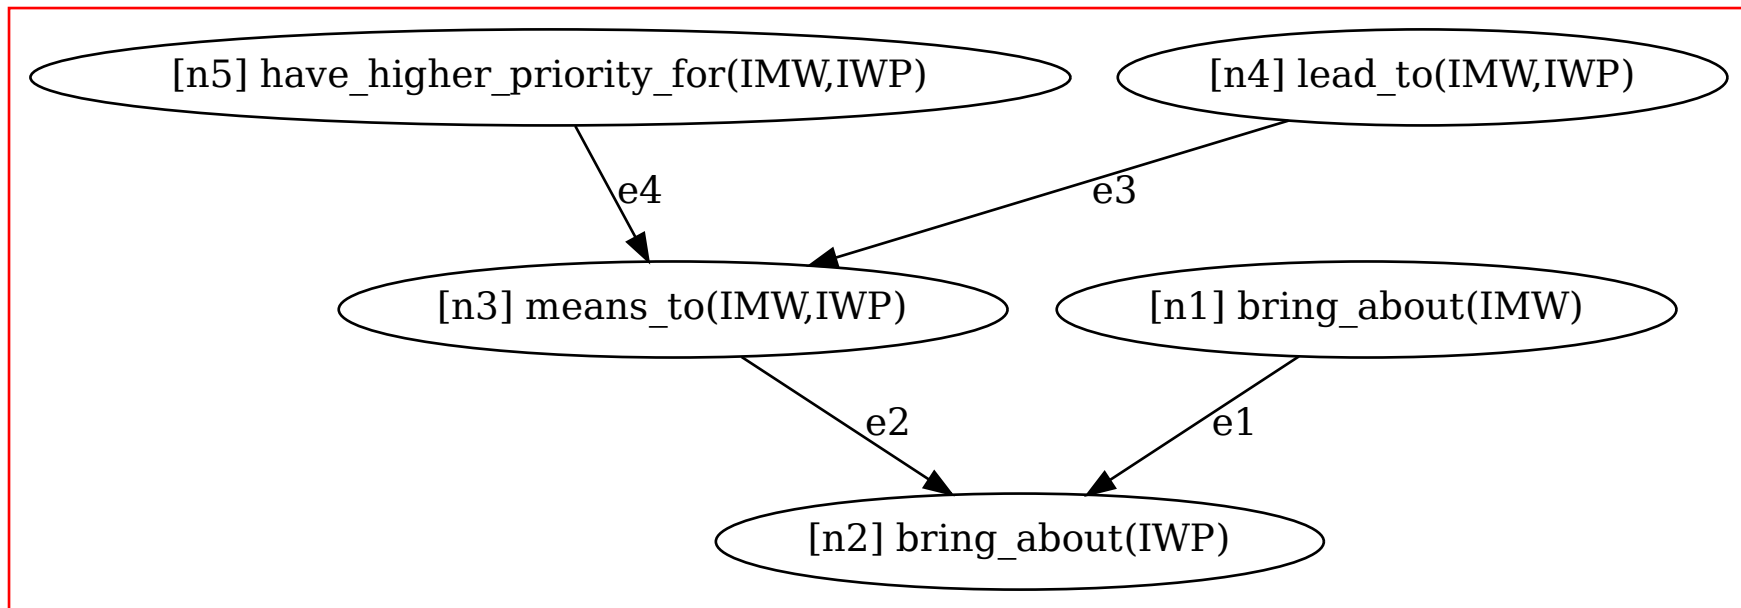 [n5] have_higher_priority_for(IMW,IWP)
[n4] lead_to(IMW,IWP)
e4
e3
[n3] means_to(IMW,IWP)
[n1] bring_about(IMW)
e2
e1
[n2] bring_about(IWP)